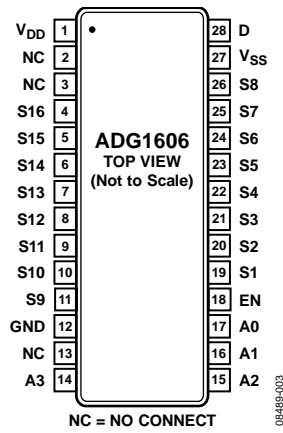 VDD 1 28 D
NC 2 27 VSS
NC 3 26 S8
S16 4 25 S7
S15 5 24 S6
S14 6 23 S5
S13 7 22 S4
S12 8 21 S3
S11 9 20 S2
S10 10 19 S1
S9 11 18 EN
GND 12 17 A0
NC 13 16 A1
A3 14 15 A2
ADG1606
TOP VIEW
(Not to Scale)
NC = NO CONNECT
08489-003